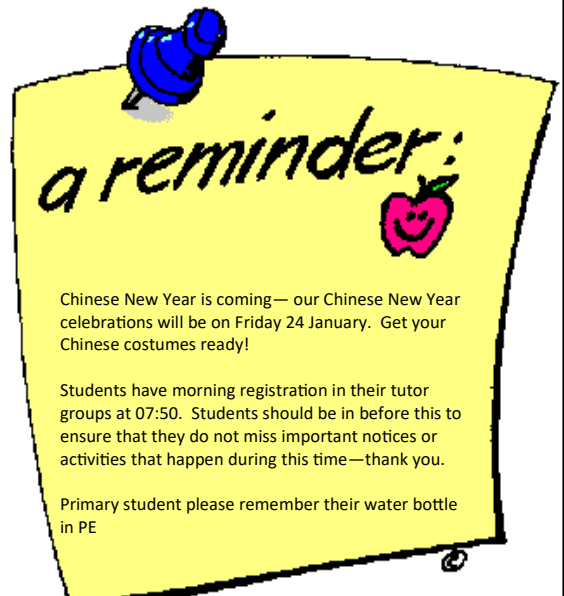 a reminder:
Chinese New Year is coming— our Chinese New Year
celebrations will be on Friday 24 January.  Get your
Chinese costumes ready!
Students have morning registration in their tutor
groups at 07:50.  Students should be in before this to
ensure that they do not miss important notices or
activities that happen during this time—thank you.
Primary student please remember their water bottle
in PE
©